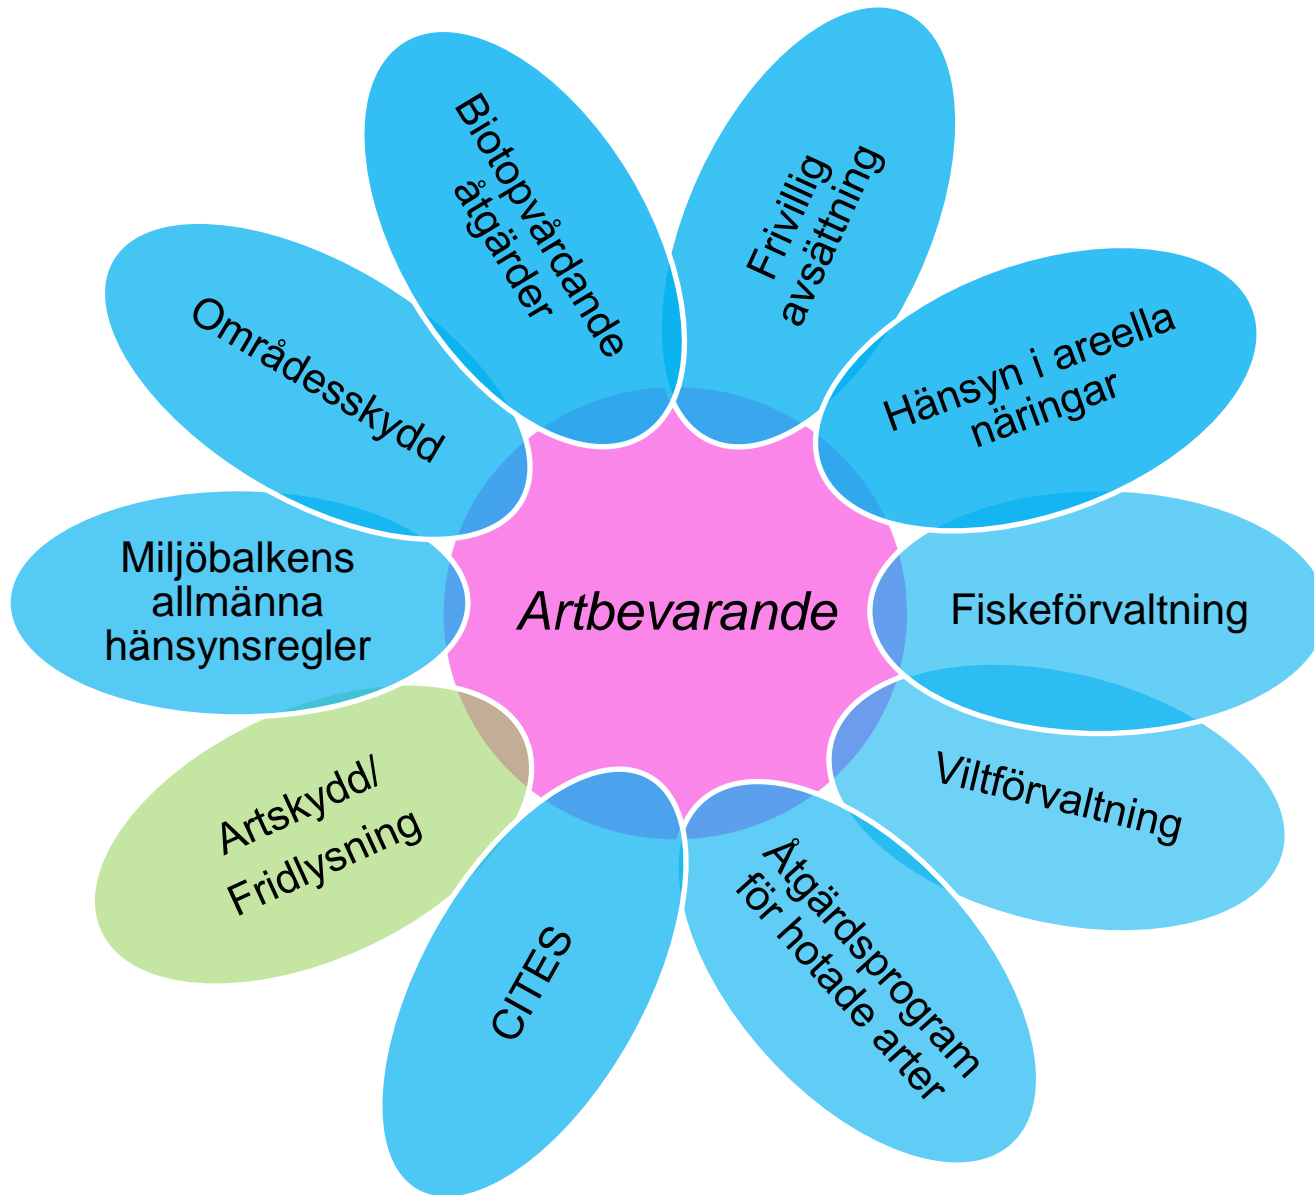 Biotopvårdande
åtgärder
Frivillig
avsättning
Hänsyn i areella
näringar
Fiskeförvaltning
Viltförvaltning
Åtgärdsprogram
för hotade arter
CITES
Artskydd/
Fridlysning
Miljöbalkens
allmänna
hänsynsregler
Områdesskydd
Artbevarande